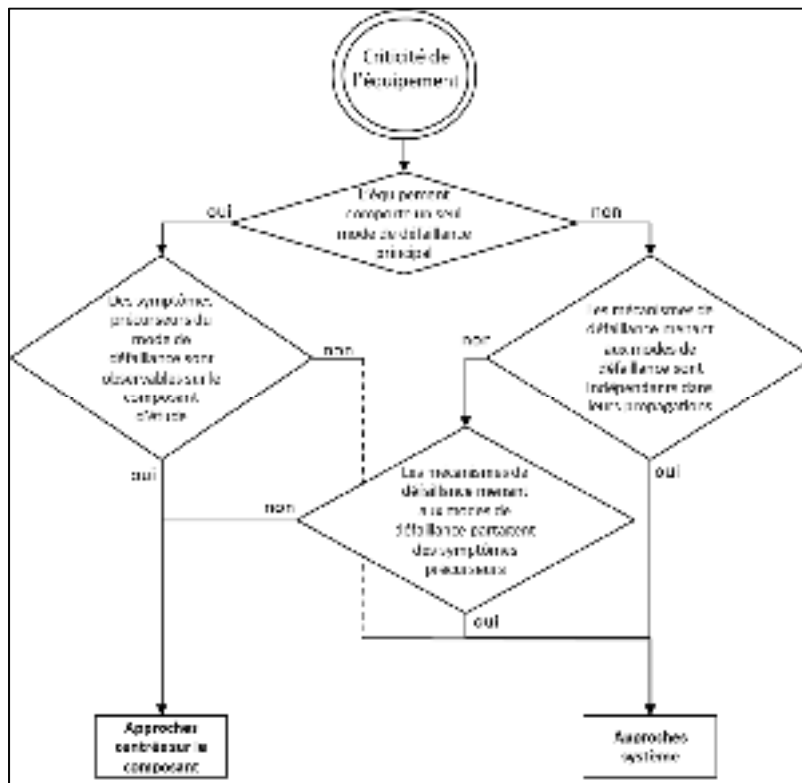 Criticité de
l'équipement
L'équipement
comporte un seul
mode de défaillance
principal
oui
non
Des symptômes
précurseurs du
mode de
défaillance sont
observables sur le
composant
d'étude
non
oui
Les mécanismes de
défaillance menant
aux modes de
défaillance sont
indépendants dans
leurs propagations
non
oui
Les mécanismes de
défaillance menant
aux modes de
défaillance partagent
des symptômes
précurseurs
non
oui
Approches
centrées sur le
composant
Approches
système